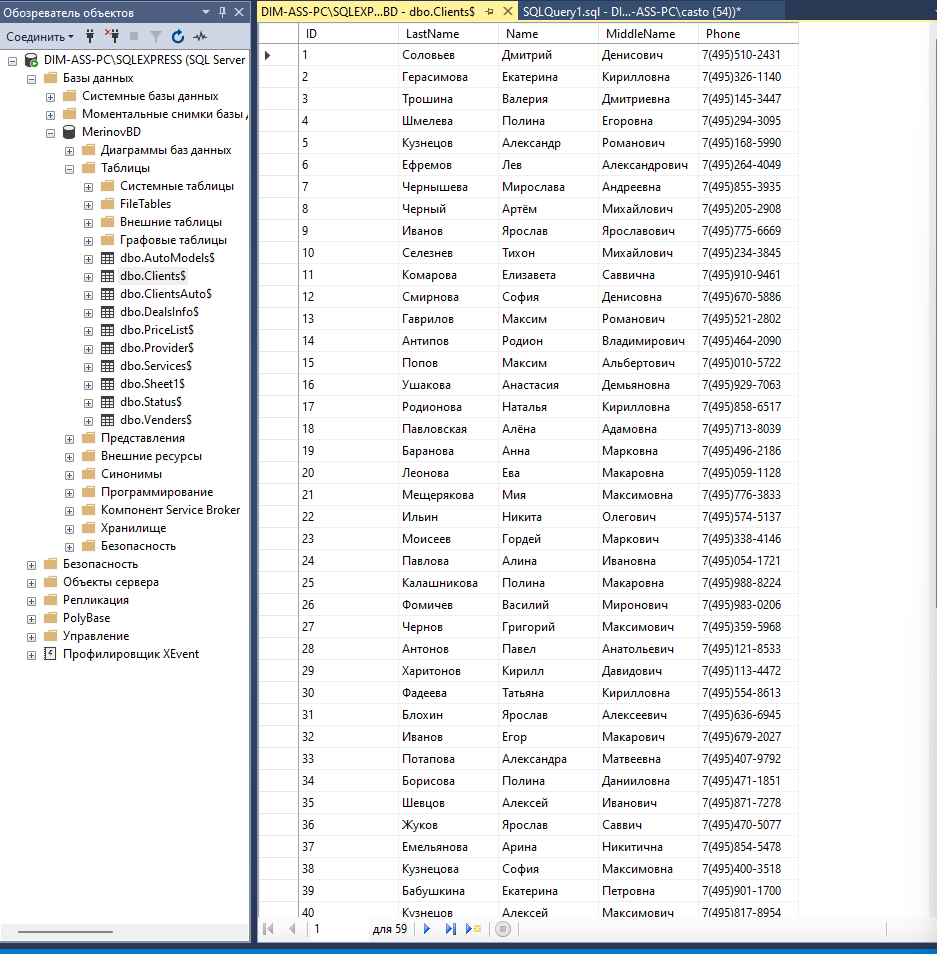 Обозреватель объектов
Соединить
DIM-ASS-PC\SQLEXPRESS (SQL Server
Базы данных
Системные базы данных
Моментальные снимки базы
MerinovBD
Диаграммы баз данных
Таблицы
Системные таблицы
FileTables
Внешние таблицы
Графовые таблицы
dbo.AutoModels$
dbo.Clients$
dbo.ClientsAuto$
dbo.DealsInfo$
dbo.PriceList$
dbo.Provider$
dbo.Services$
dbo.Sheet1$
dbo.Status$
dbo.Venders$
Представления
Внешние ресурсы
Синонимы
Программирование
Компонент Service Broker
Хранилище
Безопасность
Безопасность
Объекты сервера
Репликация
PolyBase
Управление
Профилировщик XEvent
DIM-ASS-PC\SQLEXP...BD - dbo.Clients$ SQLQuery1.sql - DI...-ASS-PC\casto (54))*
ID LastName Name MiddleName Phone
1 Соловьев Дмитрий Денисович 7(495)510-2431
2 Герасимова Екатерина Кирилловна 7(495)326-1140
3 Трошина Валерия Дмитриевна 7(495)145-3447
4 Шмелева Полина Егоровна 7(495)294-3095
5 Кузнецов Александр Романович 7(495)168-5990
6 Ефремов Лев Александрович 7(495)264-4049
7 Чернышева Мирослава Андреевна 7(495)855-3935
8 Черный Артём Михайлович 7(495)205-2908
9 Иванов Ярослав Ярославович 7(495)775-6669
10 Селезнев Тихон Михайлович 7(495)234-3845
11 Комарова Елизавета Саввична 7(495)910-9461
12 Смирнова София Денисовна 7(495)670-5886
13 Гаврилов Максим Романович 7(495)521-2802
14 Антипов Родион Владимирович 7(495)464-2090
15 Попов Максим Альбертович 7(495)010-5722
16 Ушакова Анастасия Демьяновна 7(495)929-7063
17 Родионова Наталья Кирилловна 7(495)858-6517
18 Павловская Алёна Адамовна 7(495)713-8039
19 Баранова Анна Марковна 7(495)496-2186
20 Леонова Ева Макаровна 7(495)059-1128
21 Мещерякова Мия Максимовна 7(495)776-3833
22 Ильин Никита Олегович 7(495)574-5137
23 Моисеев Гордей Маркович 7(495)338-4146
24 Павлова Алина Ивановна 7(495)054-1721
25 Калашникова Полина Макаровна 7(495)988-8224
26 Фомичев Василий Миронович 7(495)983-0206
27 Чернов Григорий Максимович 7(495)359-5968
28 Антонов Павел Анатольевич 7(495)121-8533
29 Харитонов Кирилл Давидович 7(495)113-4472
30 Фадеева Татьяна Кирилловна 7(495)554-8613
31 Блохин Ярослав Алексеевич 7(495)636-6945
32 Иванов Егор Макарович 7(495)679-2027
33 Потапова Александра Матвеевна 7(495)407-9792
34 Борисова Полина Данииловна 7(495)471-1851
35 Шевцов Алексей Иванович 7(495)871-7278
36 Жуков Ярослав Саввич 7(495)470-5077
37 Емельянова Арина Никитична 7(495)854-5478
38 Кузнецова София Максимовна 7(495)400-3518
39 Бабушкина Екатерина Петровна 7(495)901-1700
40 Кузнецов Алексей Максимович 7(495)817-8954
1 для 59